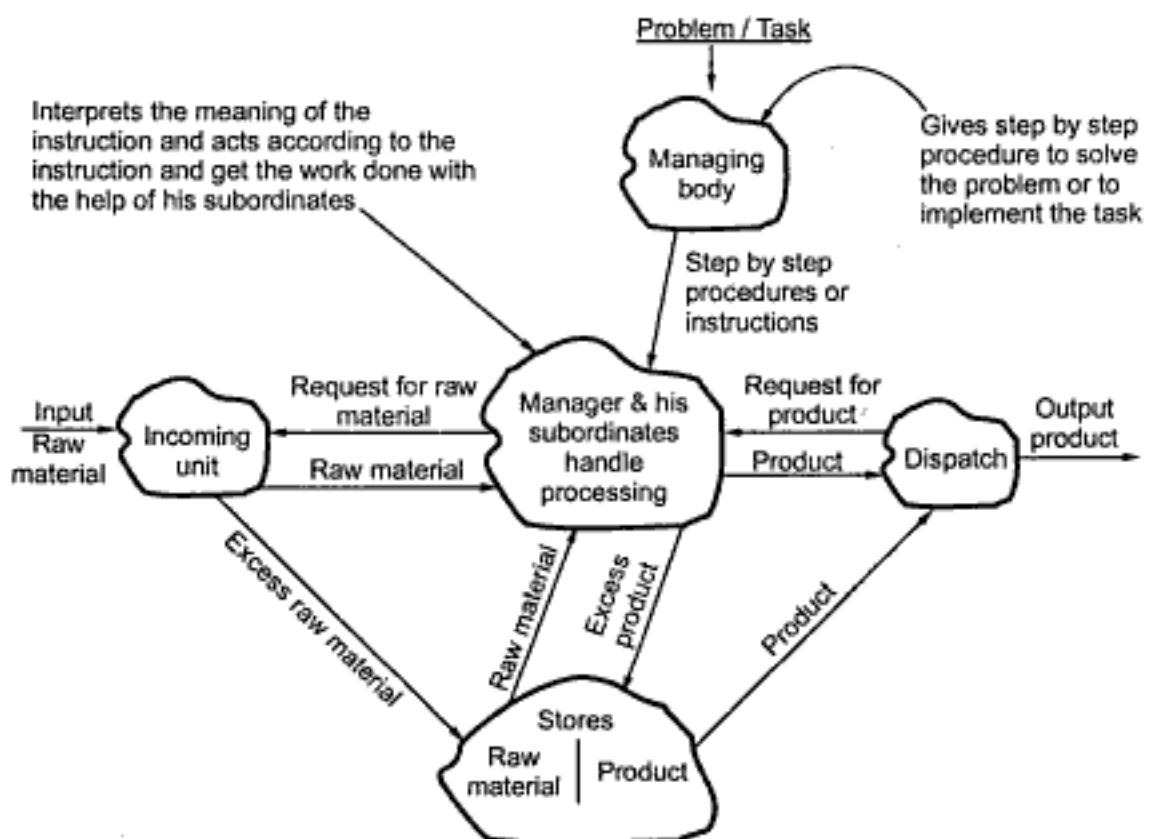 Problem / Task
Interprets the meaning of the
instruction and acts according to the
instruction and get the work done with
the help of his subordinates
Managing
body
Gives step by step
procedure to solve
the problem or to
implement the task
Step by step
procedures or
instructions
Input
Raw
material
Incoming
unit
Request for raw
material
Raw material
Manager & his
subordinates
handle
processing
Request for
product
Product
Dispatch
Output
product
Excess raw material
Raw material
Excess
product
Product
Stores
Raw
material
Product